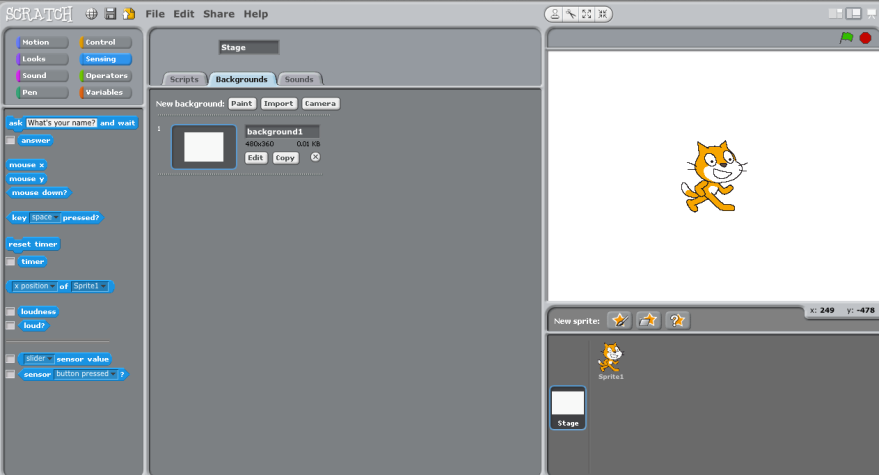 SCRATCH File Edit Share Help
Motion Control
Looks Sensing
Sound Operators
Pen Variables
ask What's your name? and wait
answer
mouse x
mouse y
mouse down?
key space pressed?
reset timer
timer
x position of Sprite1
loudness
loud?
slider sensor value
sensor button pressed ?
Stage
Scripts Backgrounds Sounds
New background: Paint Import Camera
1
background1
480x360 0.01 KB
Edit Copy
x: 249 y: -478
New sprite:
Sprite1
Stage